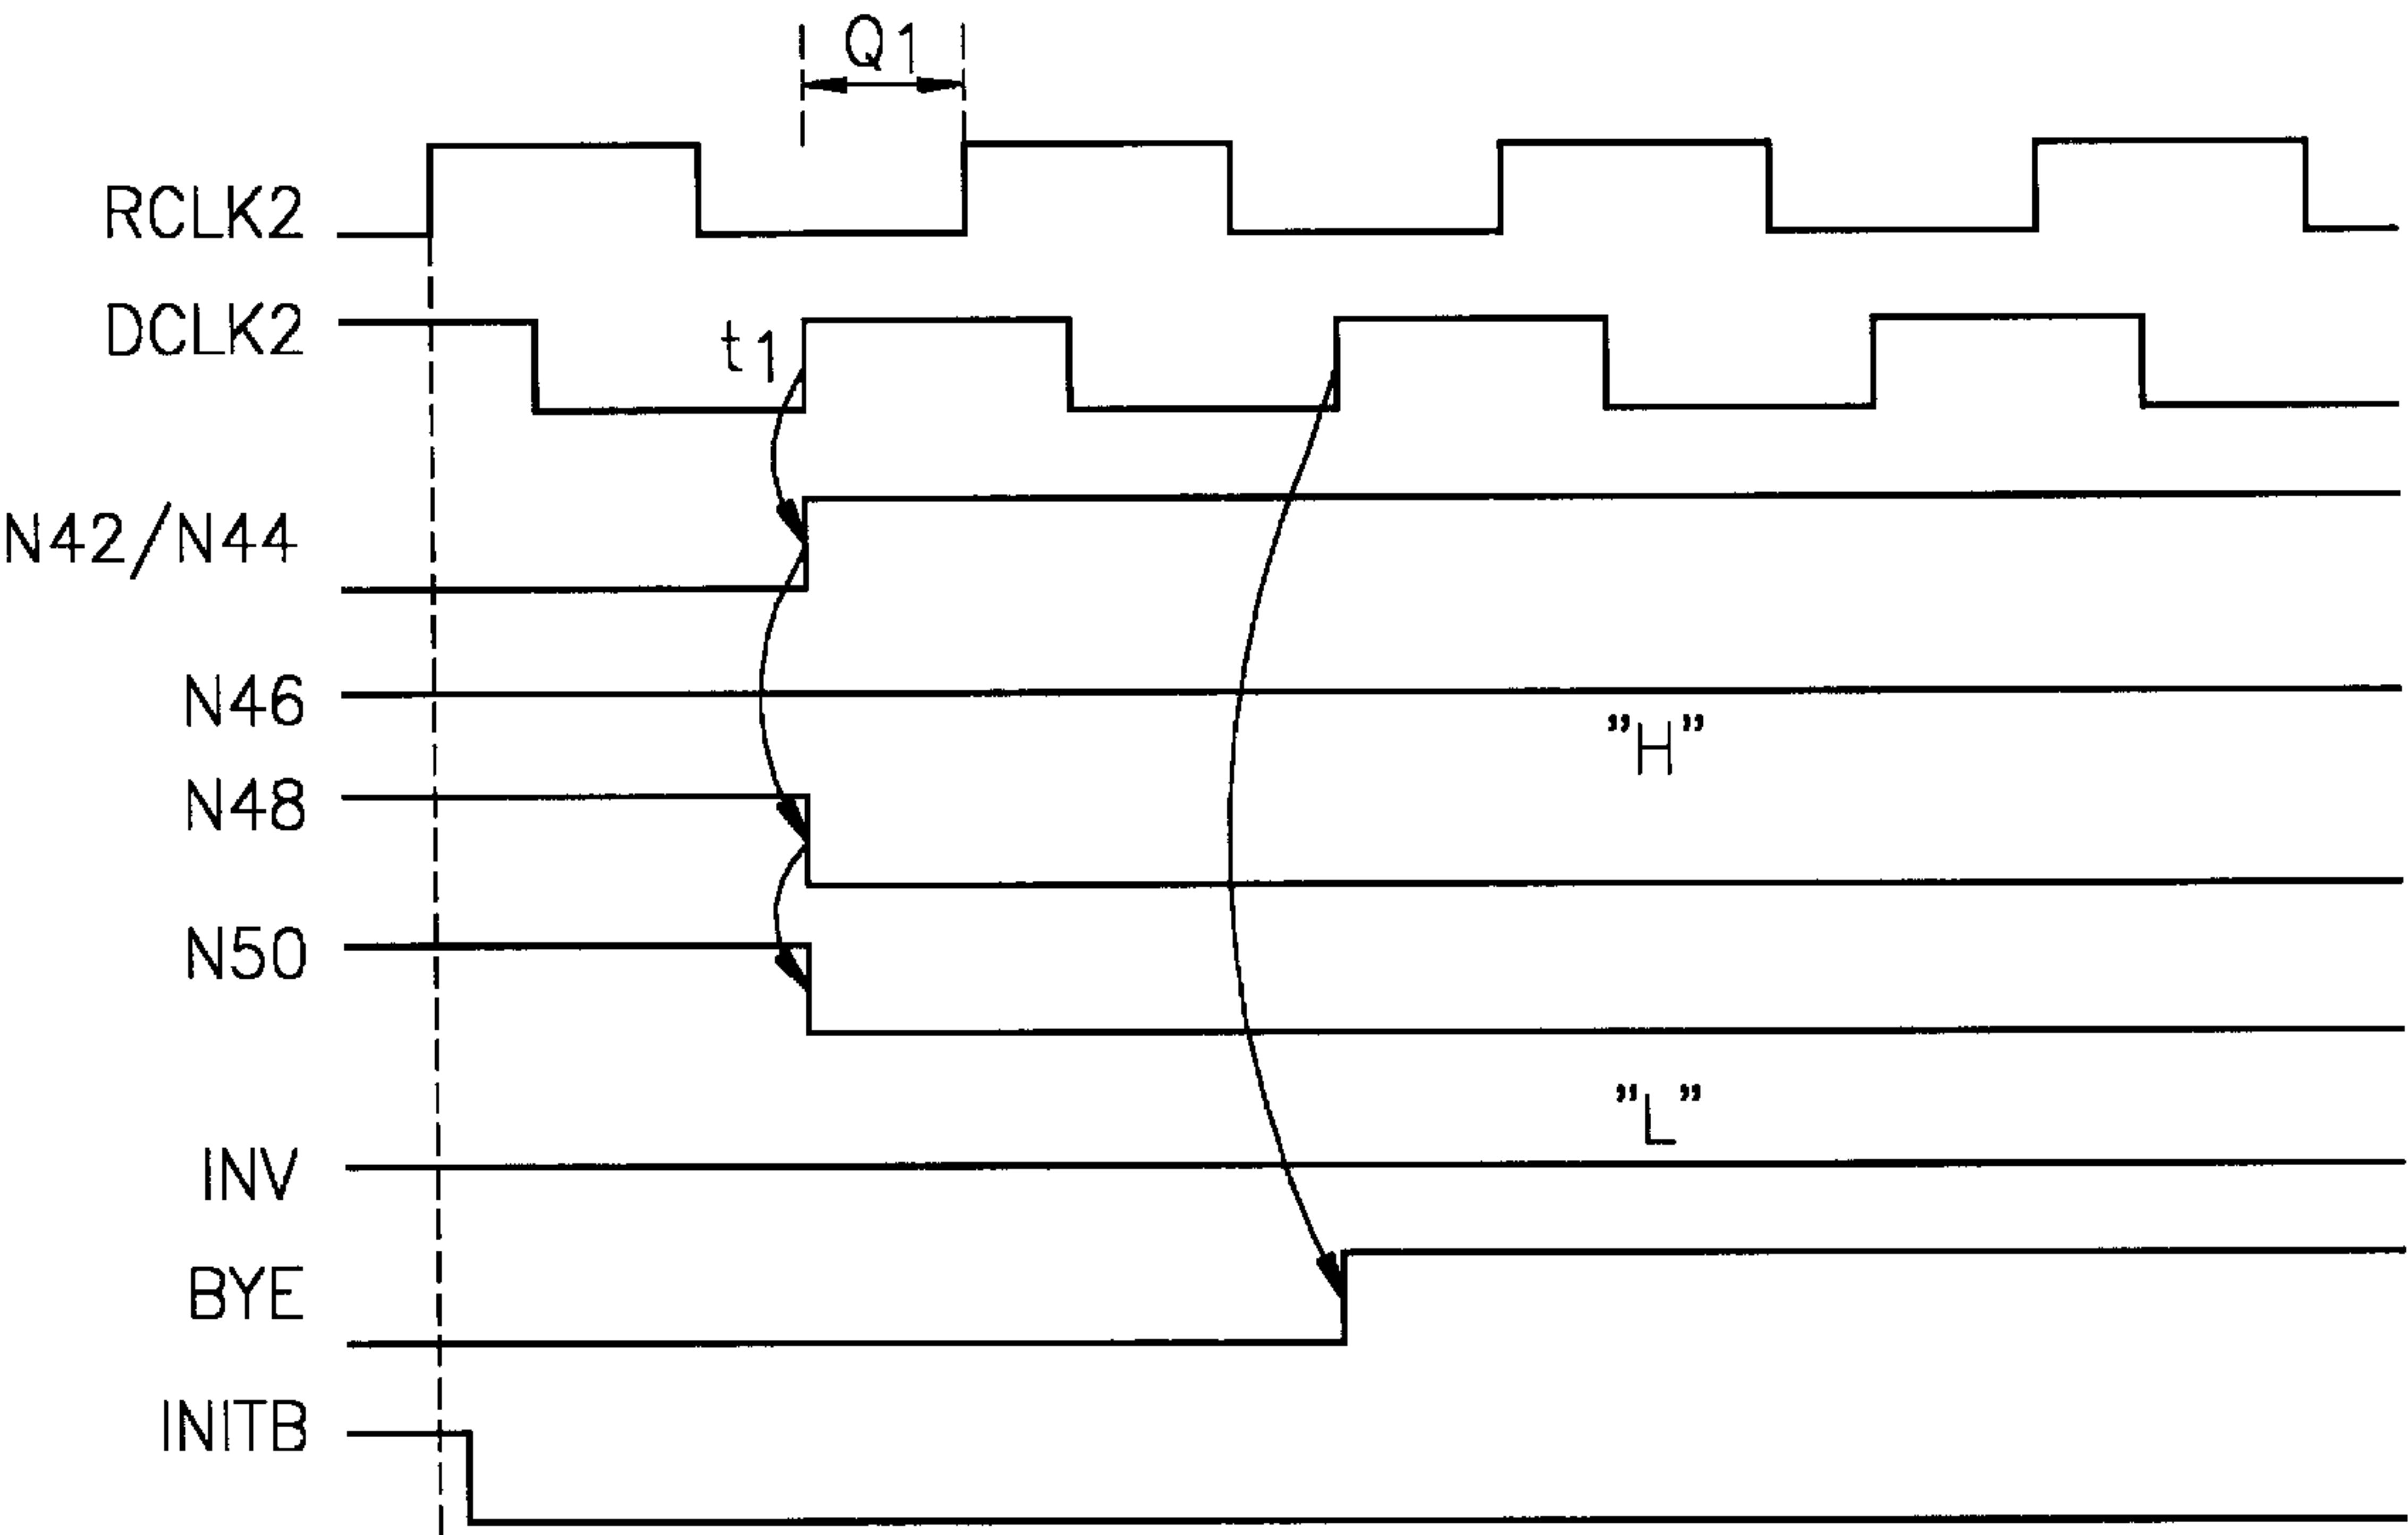 Q1
RCLK2
DCLK2
t1
N42/N44
N46
"H"
N48
N50
"L"
INV
BYE
INITB